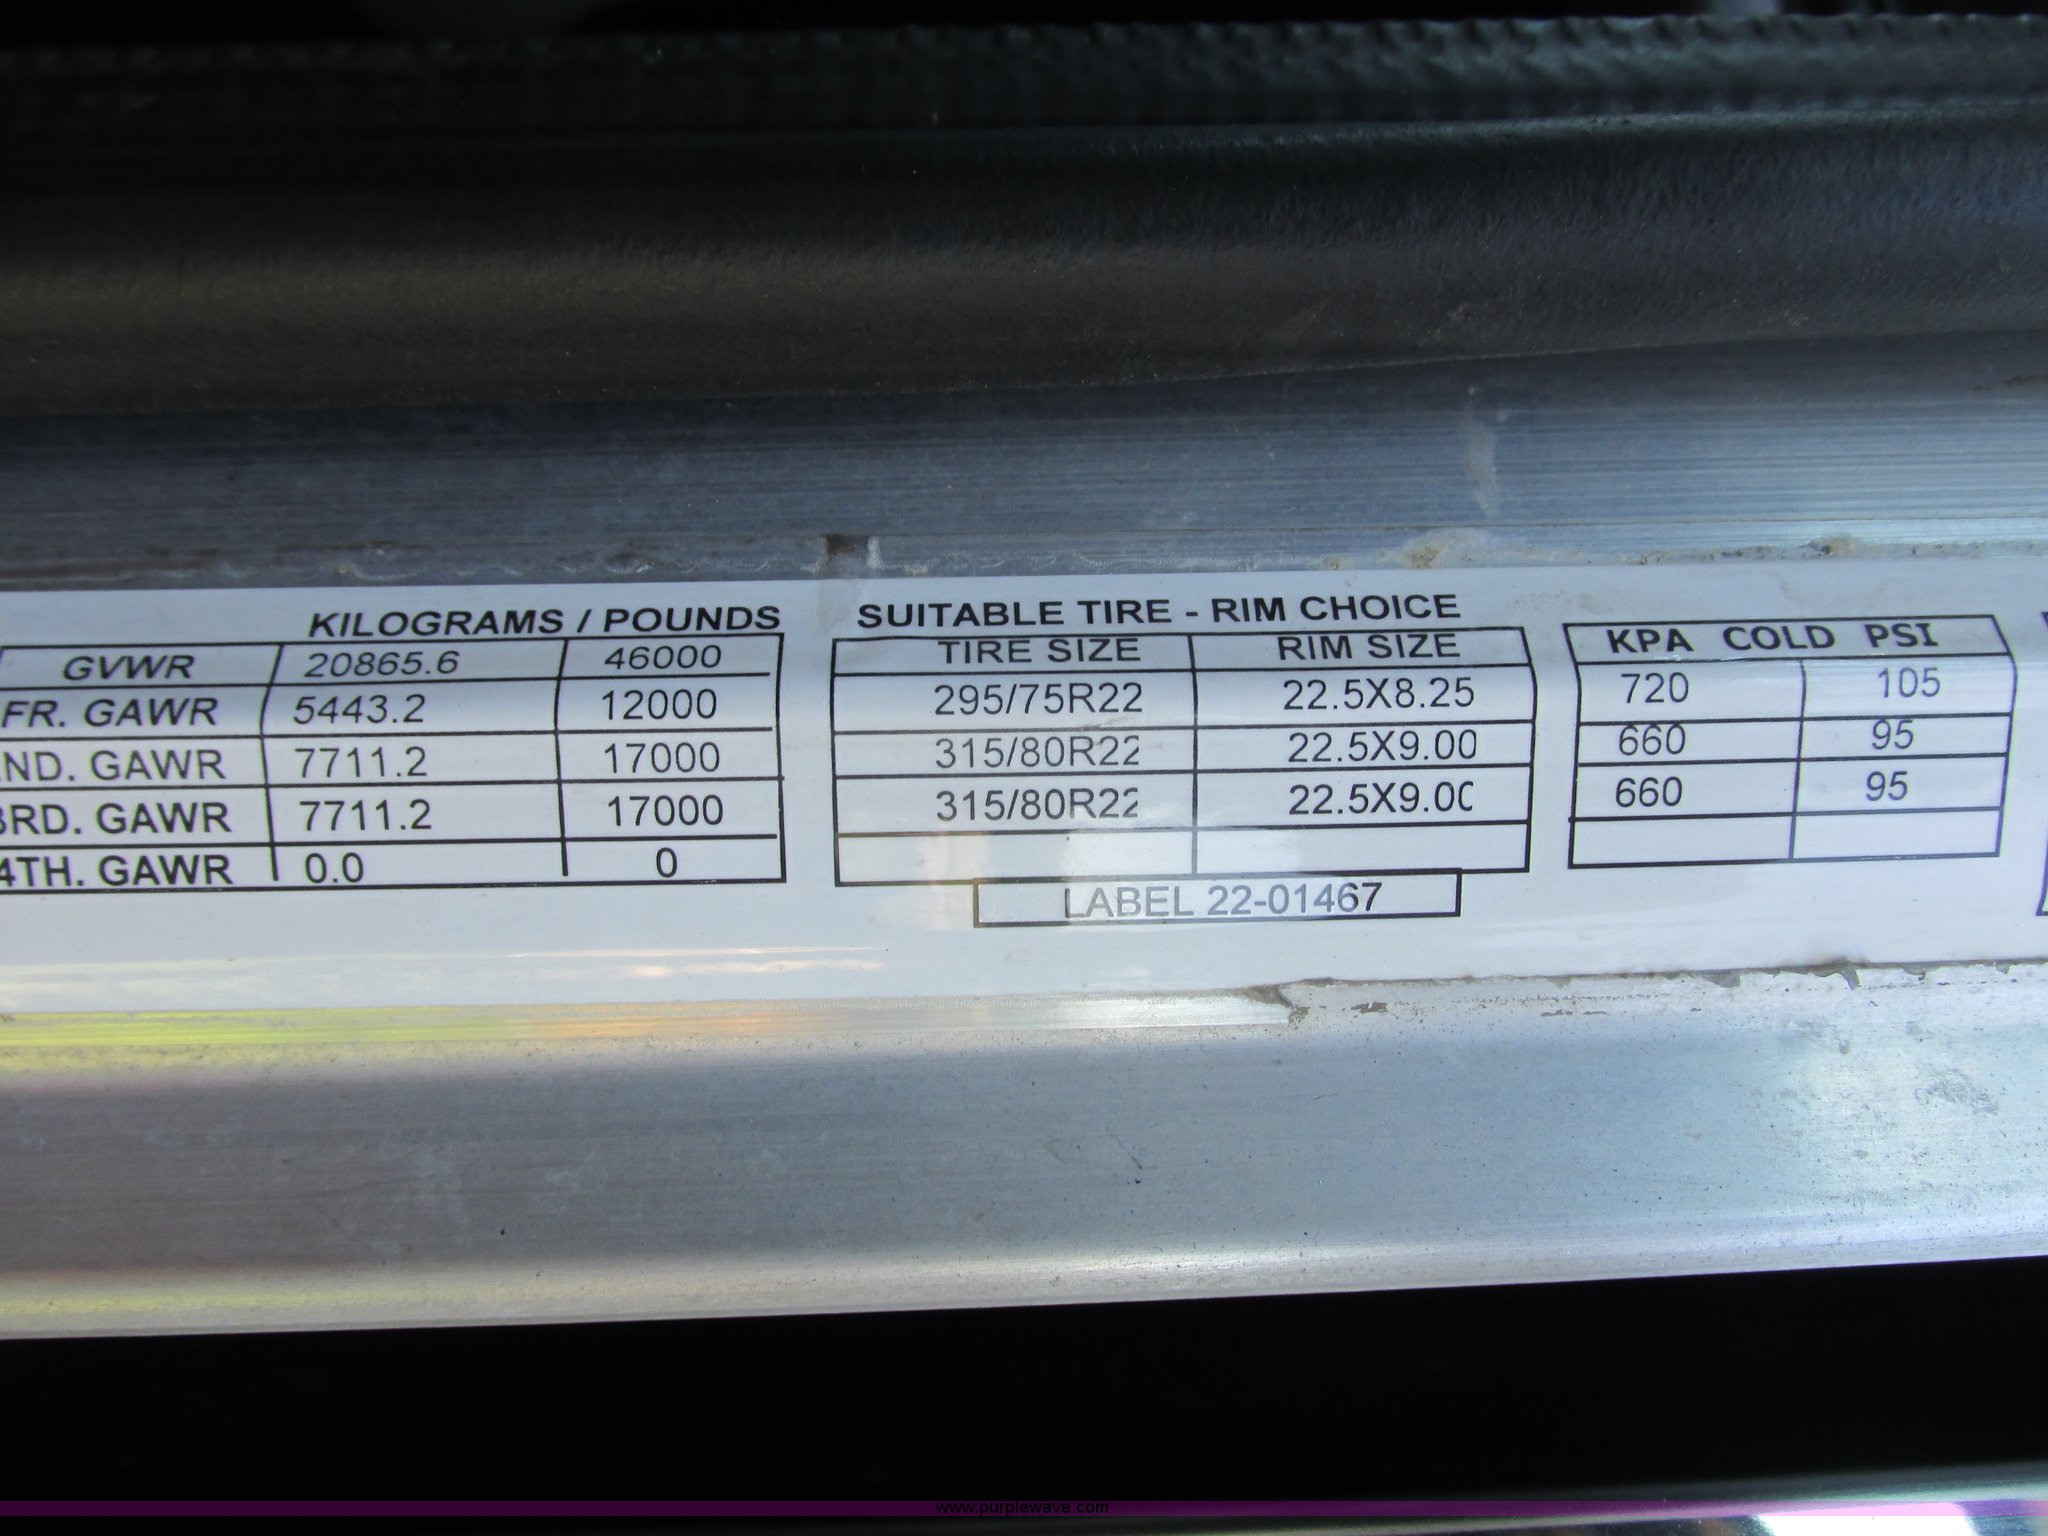 KILOGRAMS / POUNDS
GVWR 20865.6 46000
FR. GAWR 5443.2 12000
ND. GAWR 7711.2 17000
3RD. GAWR 7711.2 17000
4TH. GAWR 0.0 0
SUITABLE TIRE - RIM CHOICE
TIRE SIZE RIM SIZE
295/75R22 22.5X8.25
315/80R22 22.5X9.00
315/80R22 22.5X9.00
LABEL 22-01467
KPA COLD PSI
720 105
660 95
660 95
www.purplewave.com